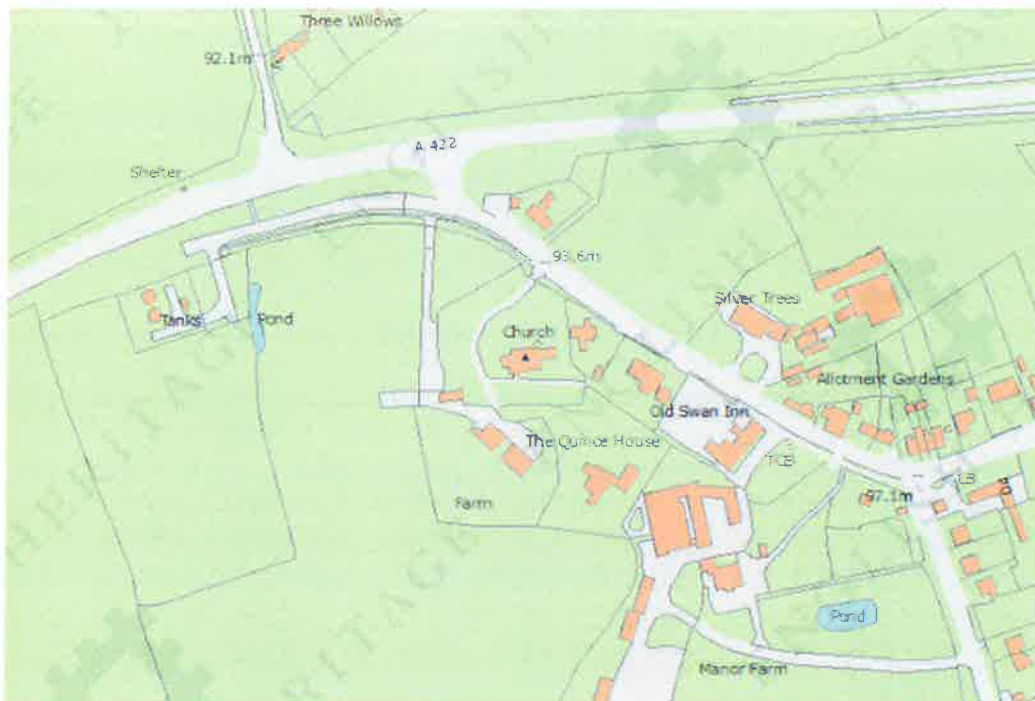 Three Willows
92.1m
A 422
Shelter
93.6m
Silver Trees
Tanks
Pond
Church
Allotment Gardens
Old Swan Inn
The Quince House
TCB
LB
97.1m
Farm
Pond
Manor Farm